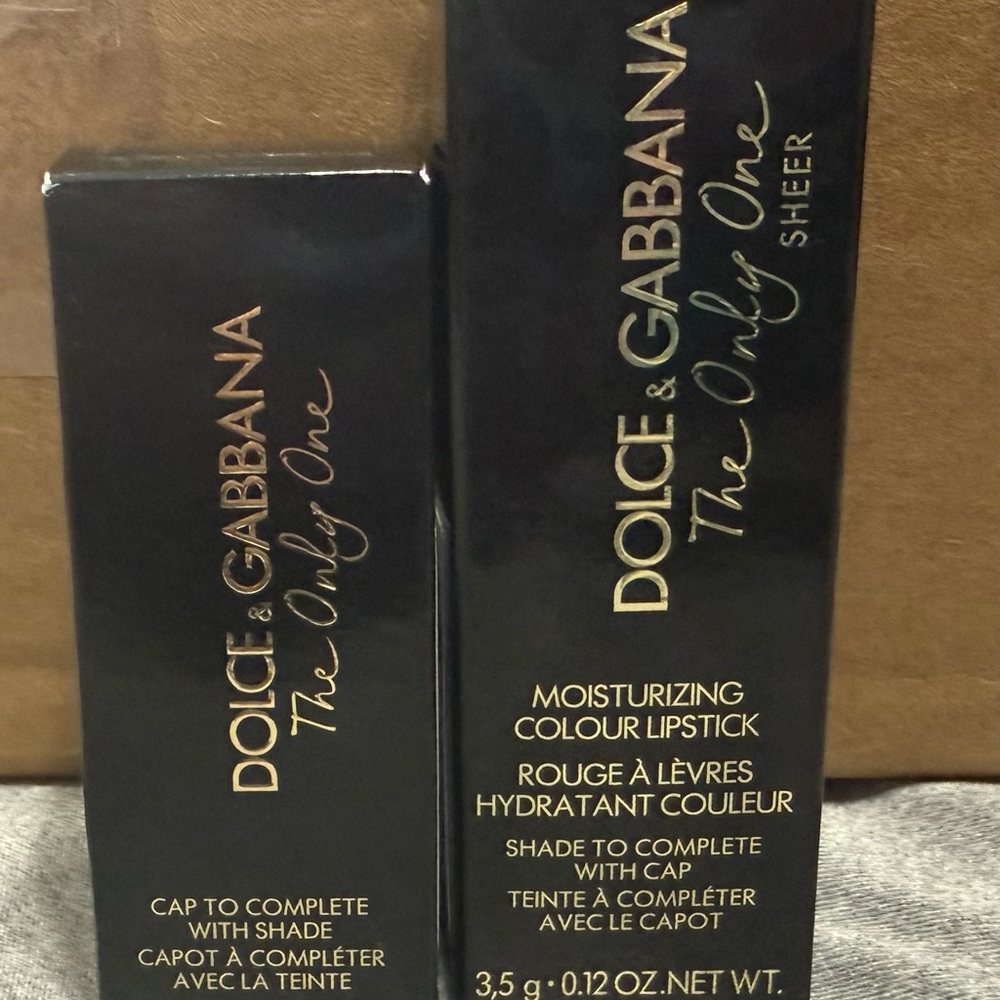 DOLCE & GABBANA
The Only One
CAP TO COMPLETE
WITH SHADE
CAPOT À COMPLÉTER
AVEC LA TEINTE
DOLCE & GABBANA
The Only One
SHEER
MOISTURIZING
COLOUR LIPSTICK
ROUGE À LÈVRES
HYDRATANT COULEUR
SHADE TO COMPLETE
WITH CAP
TEINTE À COMPLÉTER
AVEC LE CAPOT
3,5 g · 0.12 OZ.NET WT.